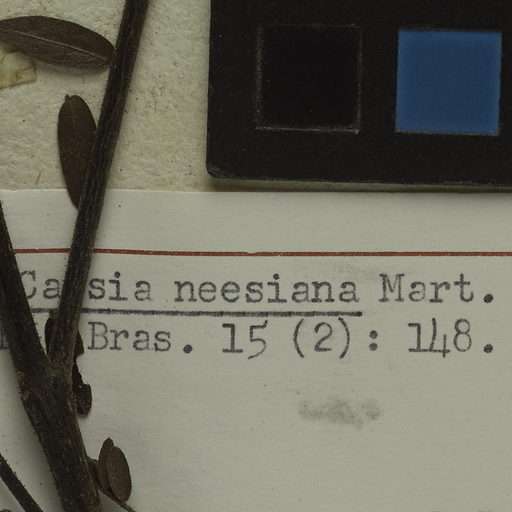 Cassia neesiana Mart.
Bras. 15 (2): 148.